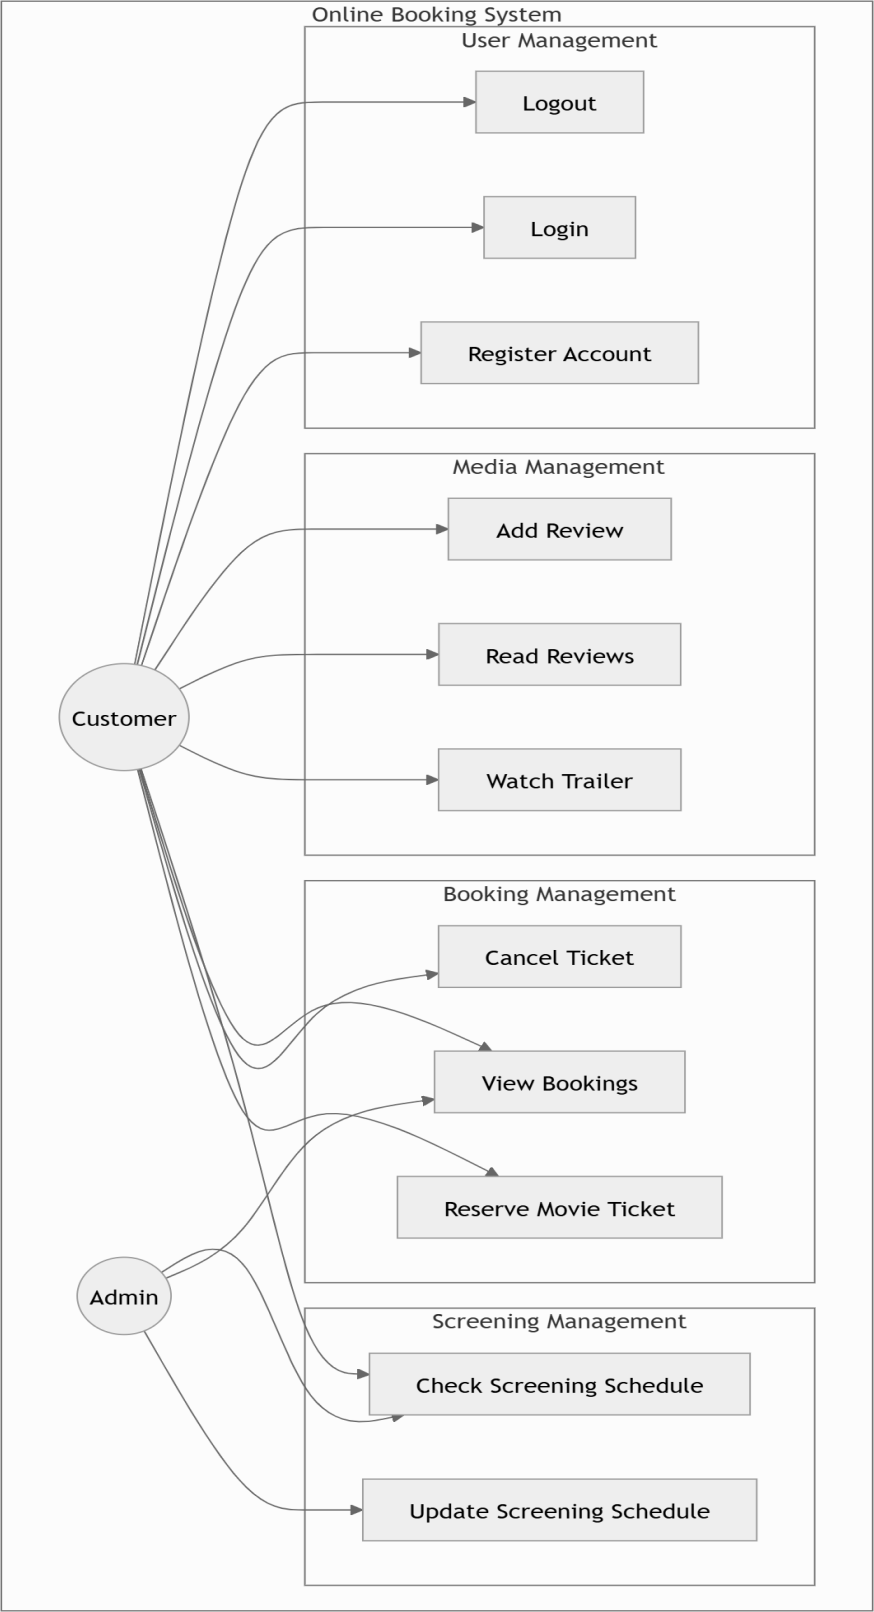 Online Booking System
User Management
Logout
Login
Register Account
Media Management
Add Review
Read Reviews
Customer
Watch Trailer
Booking Management
Cancel Ticket
View Bookings
Reserve Movie Ticket
Admin
Screening Management
Check Screening Schedule
Update Screening Schedule